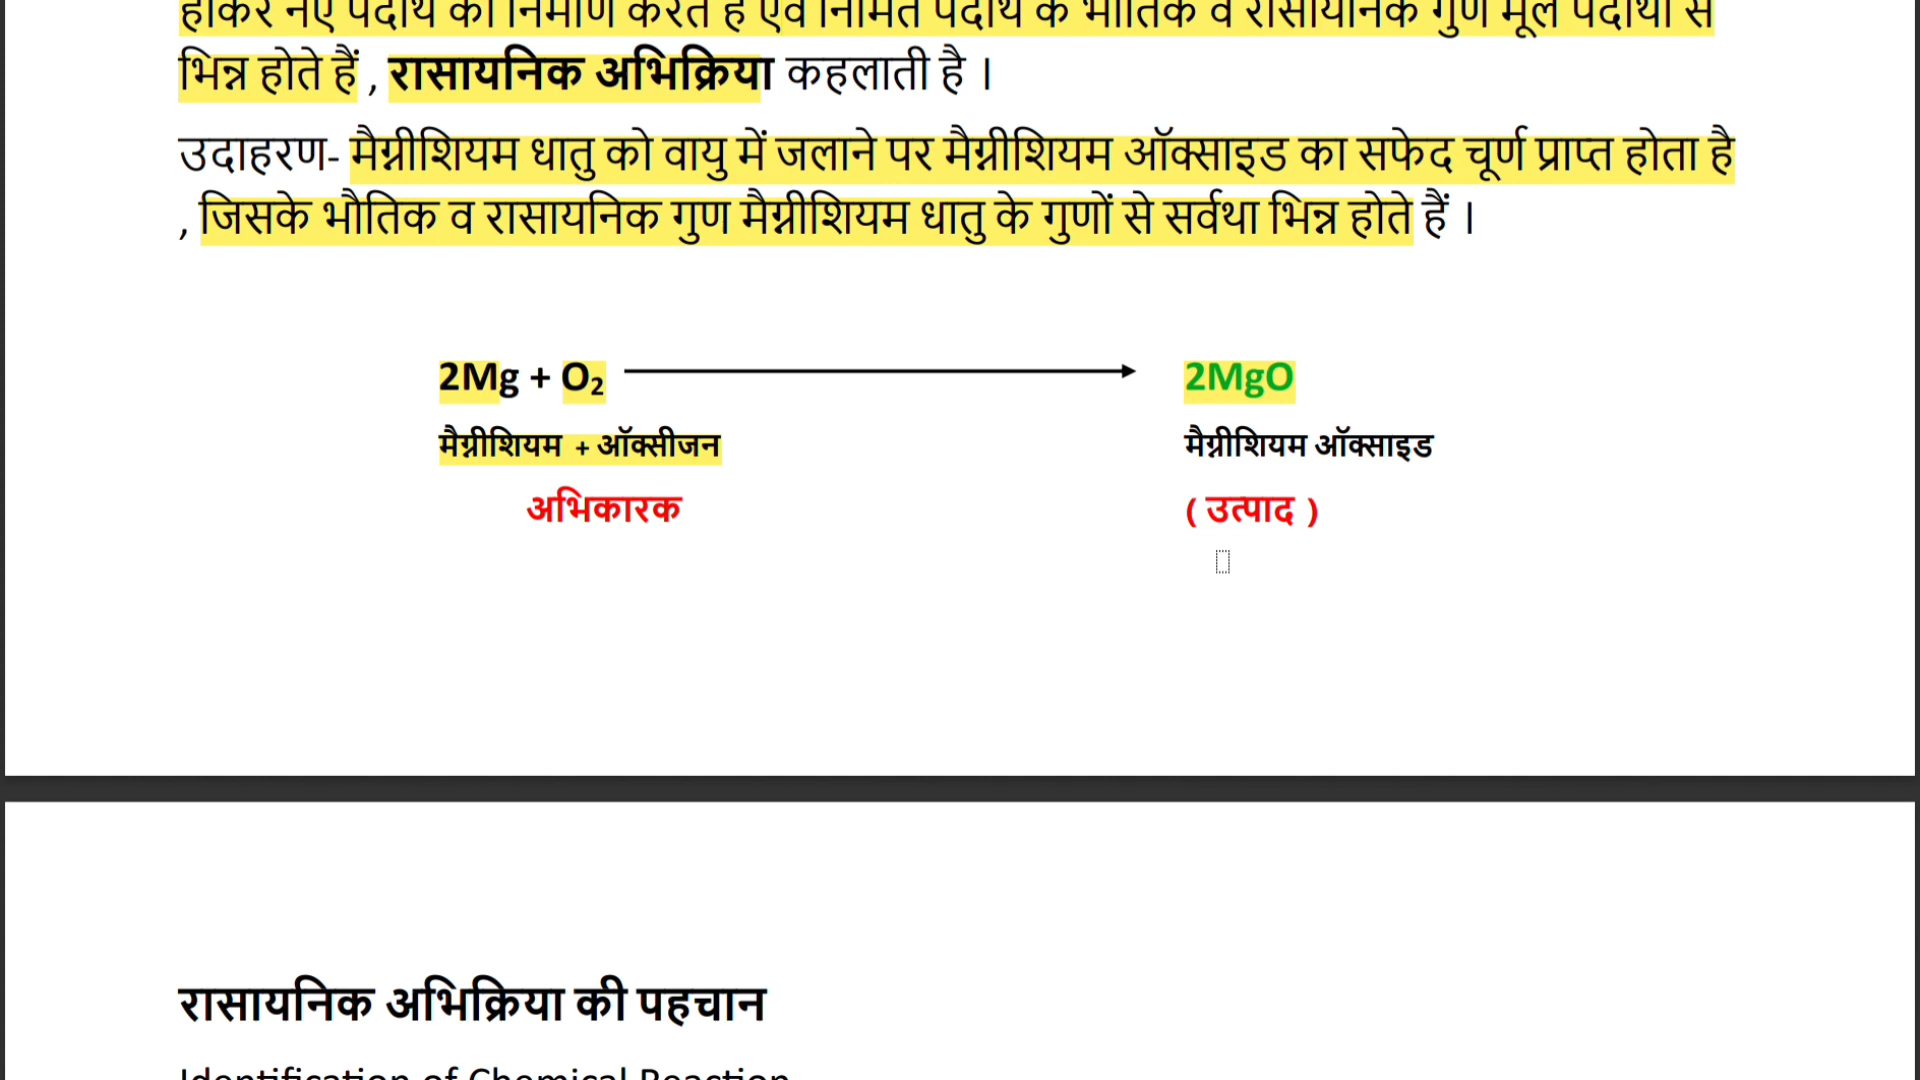 होकर नए पदार्थ का निर्माण करते हैं एवं निर्मित पदार्थ के भौतिक व रासायनिक गुण मूल पदार्थों से
भिन्न होते हैं , रासायनिक अभिक्रिया कहलाती है ।
उदाहरण- मैग्नीशियम धातु को वायु में जलाने पर मैग्नीशियम ऑक्साइड का सफेद चूर्ण प्राप्त होता है
, जिसके भौतिक व रासायनिक गुण मैग्नीशियम धातु के गुणों से सर्वथा भिन्न होते हैं ।
2Mg + O₂ → 2MgO
मैग्नीशियम + ऑक्सीजन मैग्नीशियम ऑक्साइड
अभिकारक ( उत्पाद )
रासायनिक अभिक्रिया की पहचान
Identification of Chemical Reaction